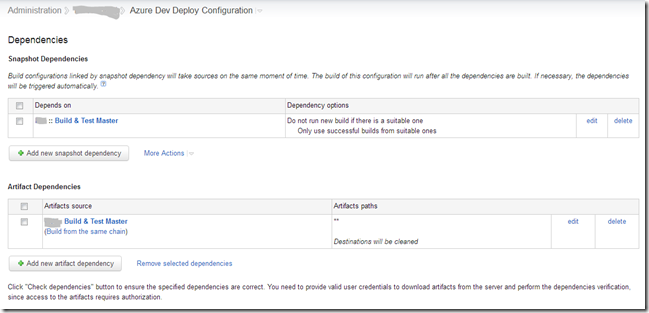 Administration Azure Dev Deploy Configuration
Dependencies
Snapshot Dependencies
Build configurations linked by snapshot dependency will take sources on the same moment of time. The build of this configuration will run after all the dependencies are built. If necessary, the dependencies
will be triggered automatically. ?
Depends on Dependency options
:: Build & Test Master Do not run new build if there is a suitable one edit delete
Only use successful builds from suitable ones
Add new snapshot dependency More Actions
Artifact Dependencies
Artifacts source Artifacts paths
Build & Test Master ** edit delete
(Build from the same chain)
Destinations will be cleaned
Add new artifact dependency Remove selected dependencies
Click "Check dependencies" button to ensure the specified dependencies are correct. You need to provide valid user credentials to download artifacts from the server and perform the dependencies verification,
since access to the artifacts requires authorization.